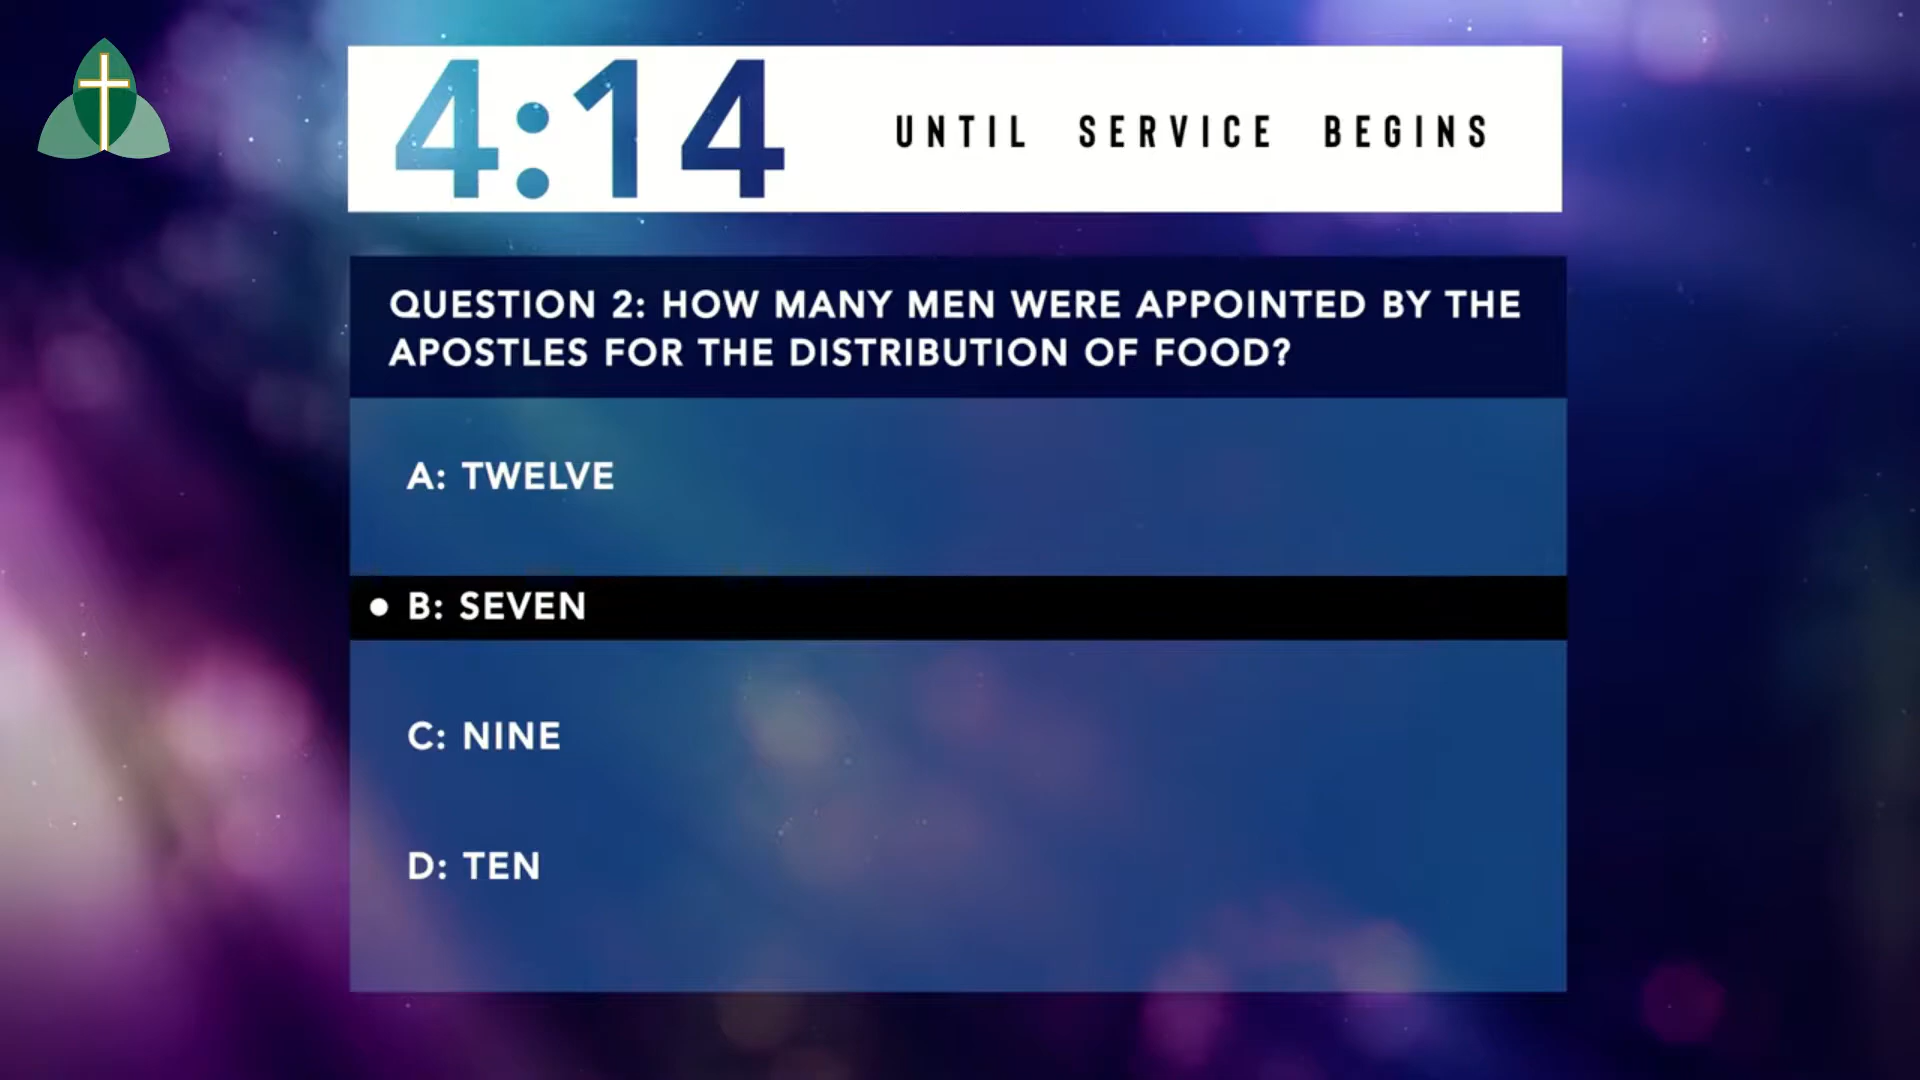 4:14 UNTIL SERVICE BEGINS
QUESTION 2: HOW MANY MEN WERE APPOINTED BY THE
APOSTLES FOR THE DISTRIBUTION OF FOOD?
A: TWELVE
B: SEVEN
C: NINE
D: TEN